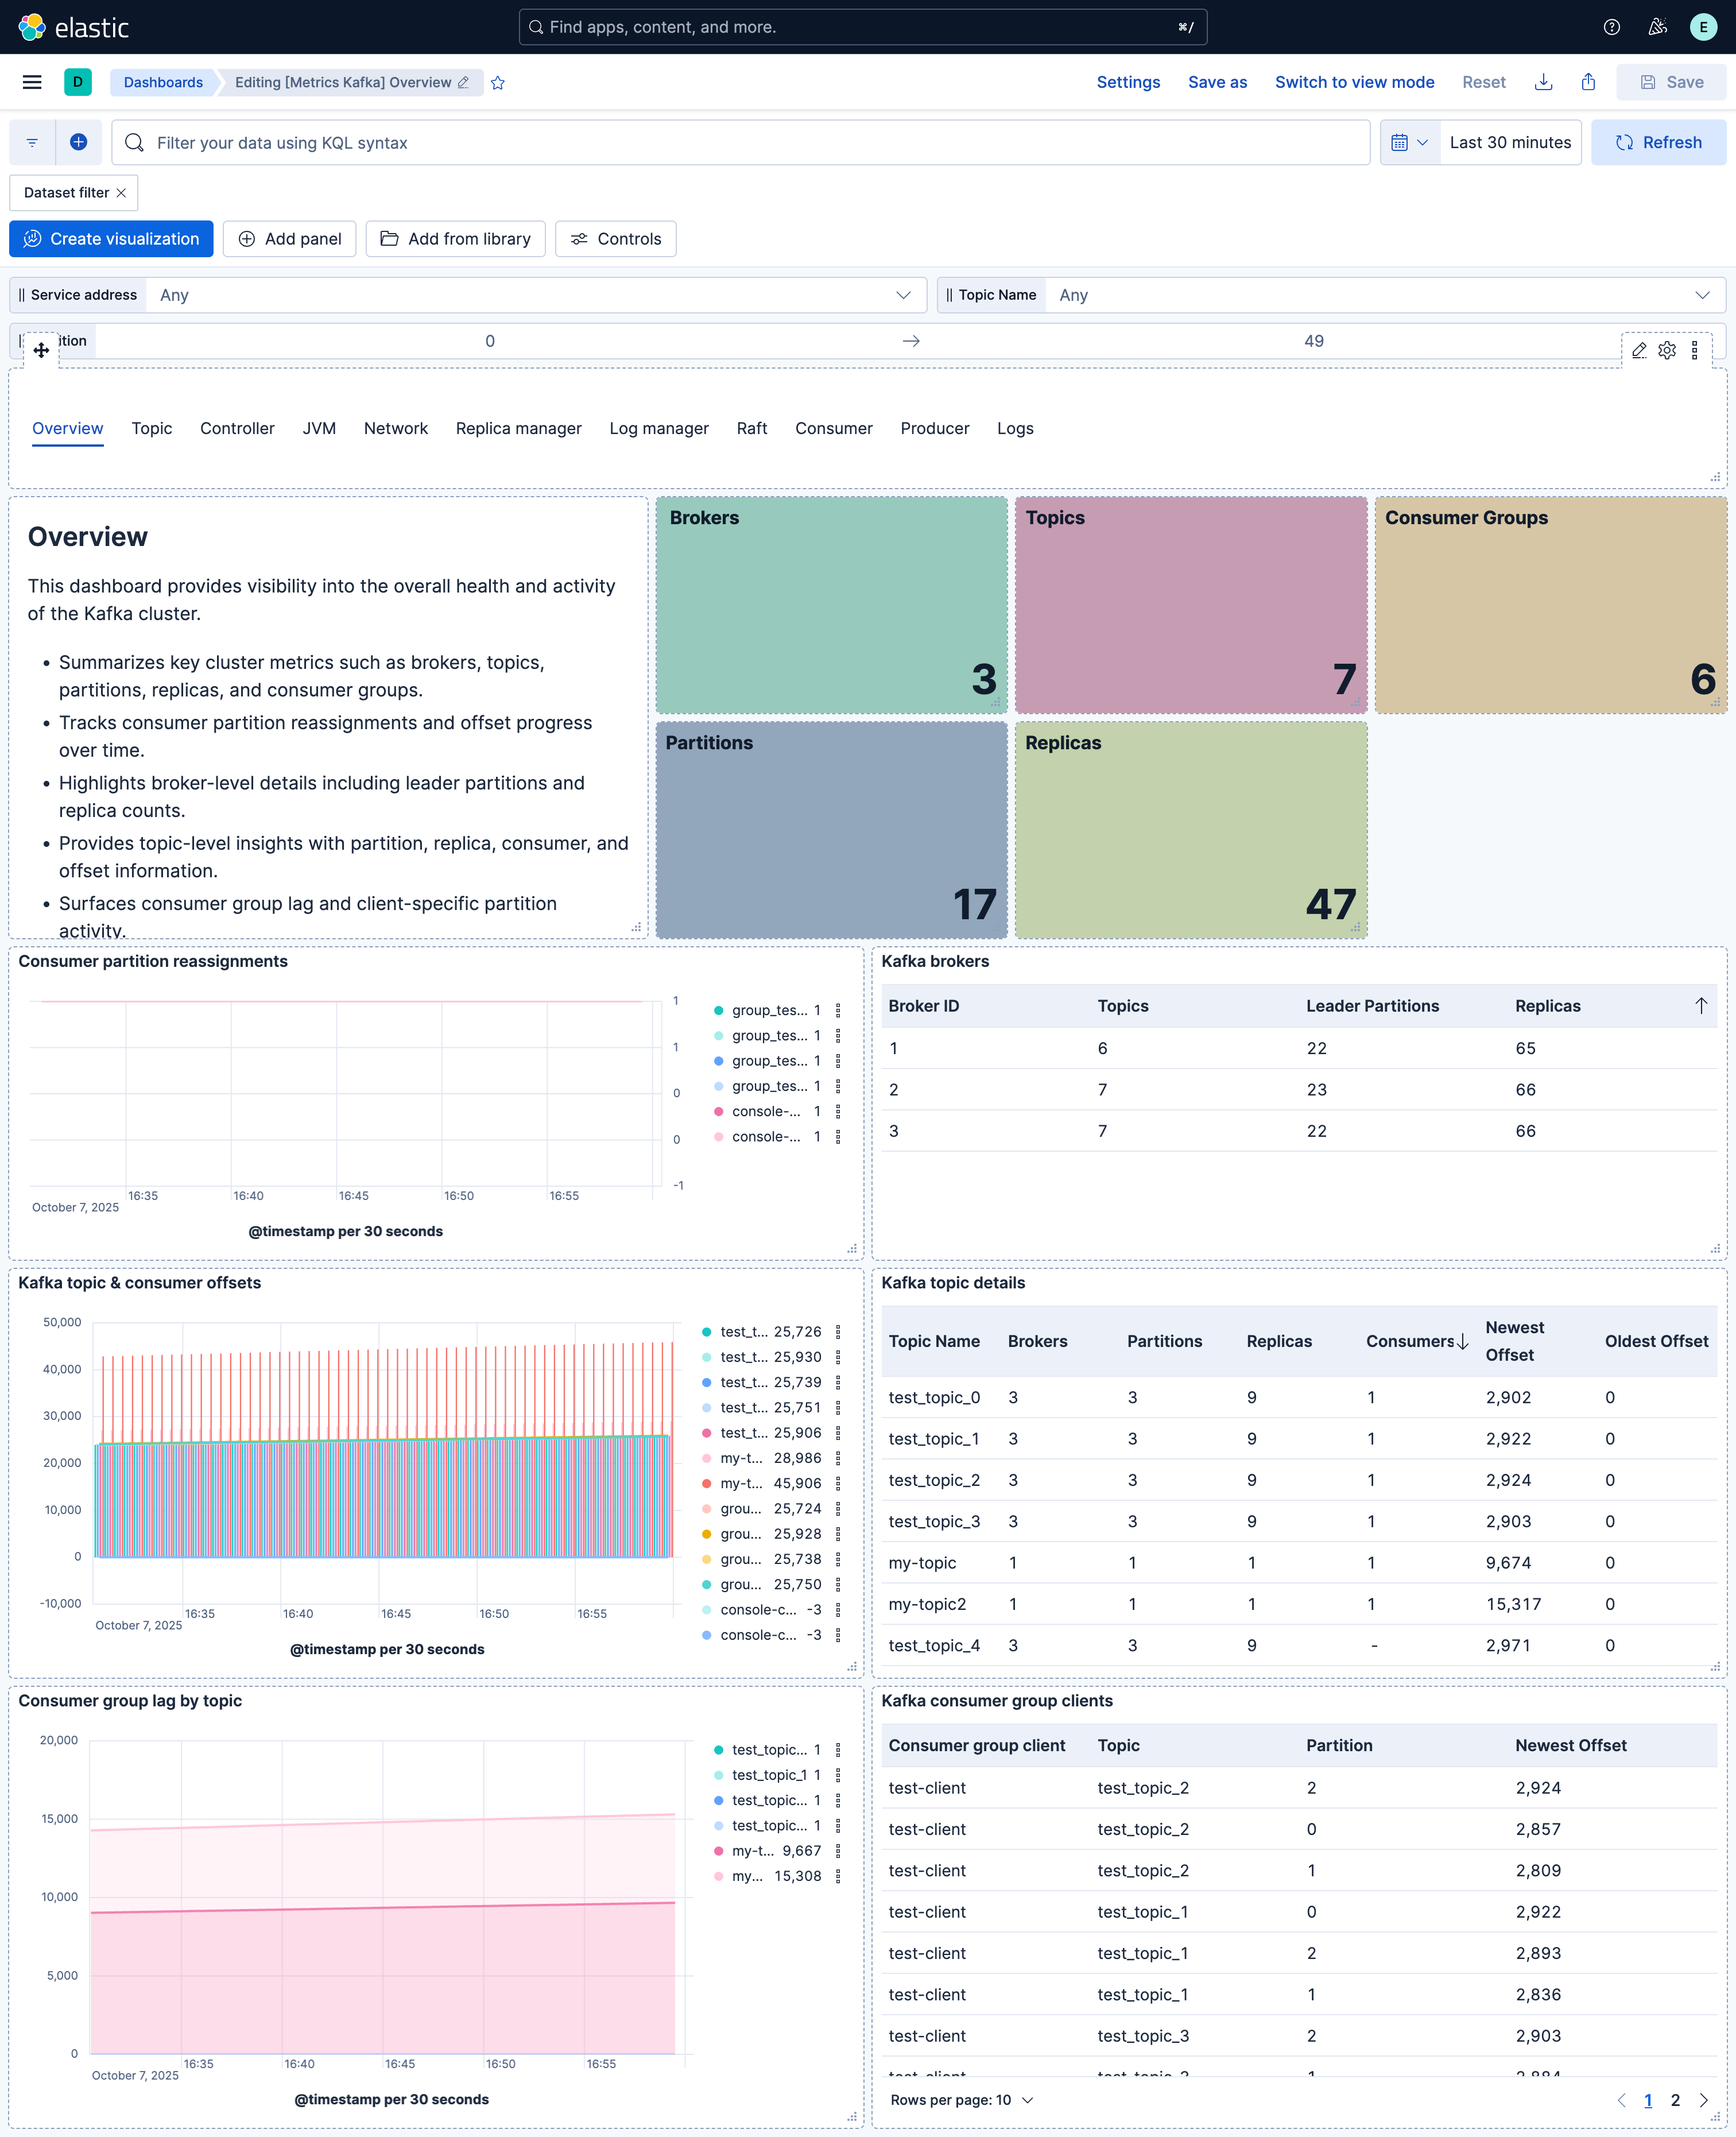 elastic
Find apps, content, and more.
⌘/
E
D
Dashboards
Editing [Metrics Kafka] Overview
Settings
Save as
Switch to view mode
Reset
Save
Filter your data using KQL syntax
Last 30 minutes
Refresh
Dataset filter
Create visualization
Add panel
Add from library
Controls
Service address
Any
Topic Name
Any
ition
0
→
49
Overview
Topic
Controller
JVM
Network
Replica manager
Log manager
Raft
Consumer
Producer
Logs
Overview
This dashboard provides visibility into the overall health and activity
of the Kafka cluster.
• Summarizes key cluster metrics such as brokers, topics,
partitions, replicas, and consumer groups.
• Tracks consumer partition reassignments and offset progress
over time.
• Highlights broker-level details including leader partitions and
replica counts.
• Provides topic-level insights with partition, replica, consumer, and
offset information.
• Surfaces consumer group lag and client-specific partition
activity.
Brokers
3
Topics
7
Consumer Groups
6
Partitions
17
Replicas
47
Consumer partition reassignments
1
1
0
0
-1
16:35
16:40
16:45
16:50
16:55
October 7, 2025
@timestamp per 30 seconds
group_tes... 1
group_tes... 1
group_tes... 1
group_tes... 1
console-... 1
console-... 1
Kafka brokers
Broker ID Topics Leader Partitions Replicas
1 6 22 65
2 7 23 66
3 7 22 66
Kafka topic & consumer offsets
50,000
40,000
30,000
20,000
10,000
0
-10,000
16:35
16:40
16:45
16:50
16:55
October 7, 2025
@timestamp per 30 seconds
test_t... 25,726
test_t... 25,930
test_t... 25,739
test_t... 25,751
test_t... 25,906
my-t... 28,986
my-t... 45,906
grou... 25,724
grou... 25,928
grou... 25,738
grou... 25,750
console-c... -3
console-c... -3
Kafka topic details
Topic Name Brokers Partitions Replicas Consumers Newest Offset Oldest Offset
test_topic_0 3 3 9 1 2,902 0
test_topic_1 3 3 9 1 2,922 0
test_topic_2 3 3 9 1 2,924 0
test_topic_3 3 3 9 1 2,903 0
my-topic 1 1 1 1 9,674 0
my-topic2 1 1 1 1 15,317 0
test_topic_4 3 3 9 - 2,971 0
Consumer group lag by topic
20,000
15,000
10,000
5,000
0
16:35
16:40
16:45
16:50
16:55
October 7, 2025
@timestamp per 30 seconds
test_topic... 1
test_topic_1 1
test_topic... 1
test_topic... 1
my-t... 9,667
my... 15,308
Kafka consumer group clients
Consumer group client Topic Partition Newest Offset
test-client test_topic_2 2 2,924
test-client test_topic_2 0 2,857
test-client test_topic_2 1 2,809
test-client test_topic_1 0 2,922
test-client test_topic_1 2 2,893
test-client test_topic_1 1 2,836
test-client test_topic_3 2 2,903
Rows per page: 10
1
2